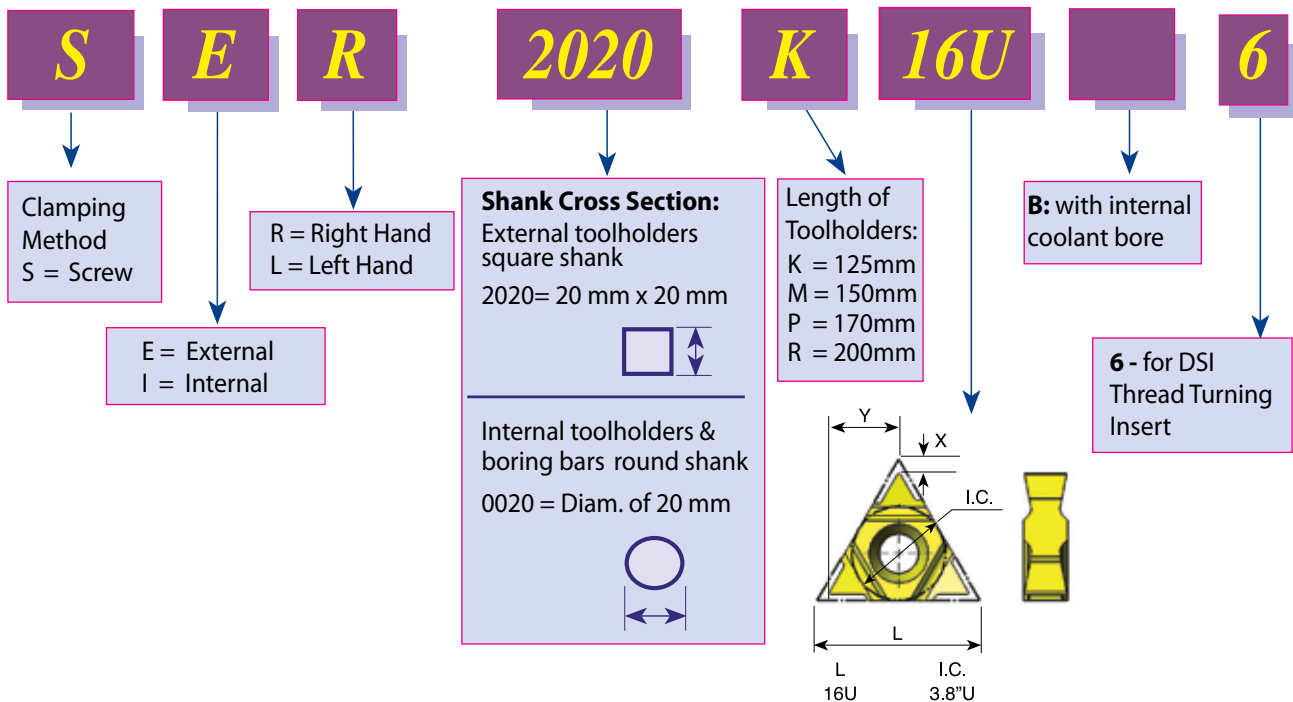 S E R 2020 K 16U 6
Clamping
Method
S = Screw
E = External
I = Internal
R = Right Hand
L = Left Hand
Shank Cross Section:
External toolholders
square shank
2020= 20 mm x 20 mm
Internal toolholders &
boring bars round shank
0020 = Diam. of 20 mm
Length of
Toolholders:
K = 125mm
M = 150mm
P = 170mm
R = 200mm
Y
X
I.C.
L
L I.C.
16U 3.8”U
B: with internal
coolant bore
6 - for DSI
Thread Turning
Insert